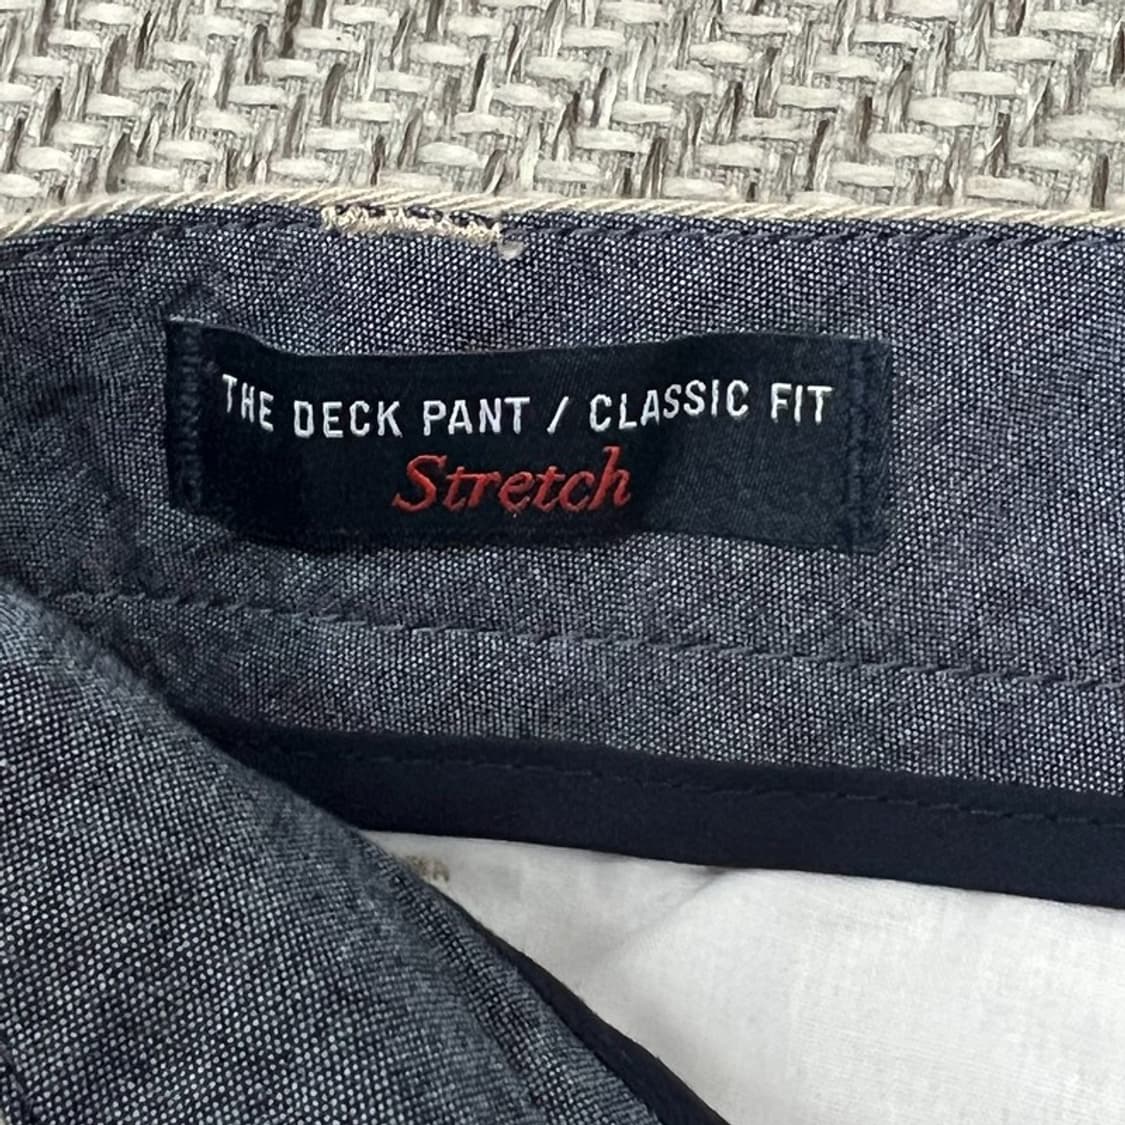 THE DECK PANT / CLASSIC FIT
Stretch